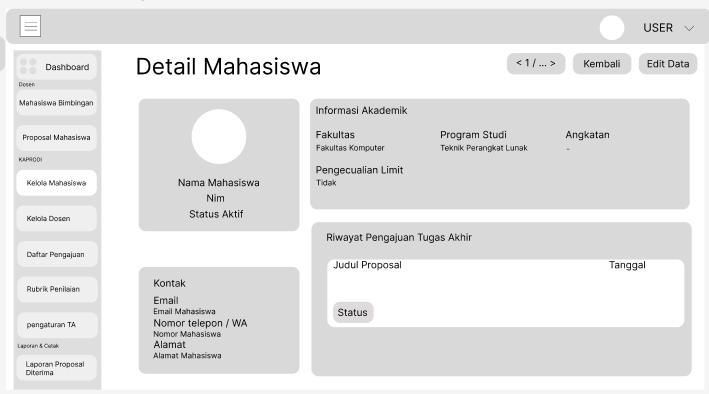 USER
Dashboard
Dosen
Mahasiswa Bimbingan
Proposal Mahasiswa
KAPRODI
Kelola Mahasiswa
Kelola Dosen
Daftar Pengajuan
Rubrik Penilaian
pengaturan TA
Laporan & Cetak
Laporan Proposal
Diterima
Detail Mahasiswa
< 1 / ... >
Kembali
Edit Data
Nama Mahasiswa
Nim
Status Aktif
Informasi Akademik
Fakultas
Program Studi
Angkatan
Fakultas Komputer
Teknik Perangkat Lunak
-
Pengecualian Limit
Tidak
Kontak
Email
Email Mahasiswa
Nomor telepon / WA
Nomor Mahasiswa
Alamat
Alamat Mahasiswa
Riwayat Pengajuan Tugas Akhir
Judul Proposal
Tanggal
Status